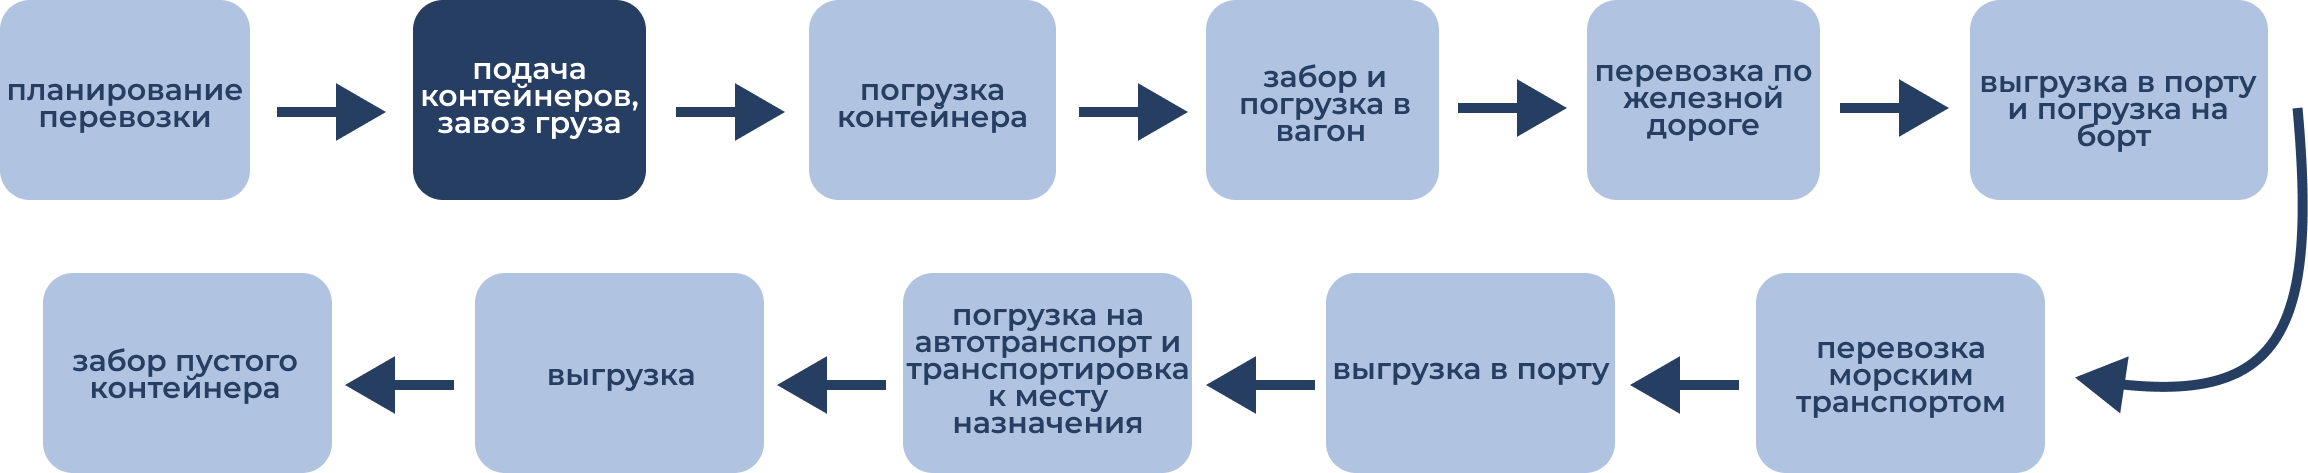 планирование
перевозки
подача
контейнеров,
завоз груза
погрузка
контейнера
забор и
погрузка в
вагон
перевозка по
железной
дороге
выгрузка в порту
и погрузка на
борт
перевозка
морским
транспортом
выгрузка в порту
погрузка на
автотранспорт и
транспортировка
к месту
назначения
выгрузка
забор пустого
контейнера